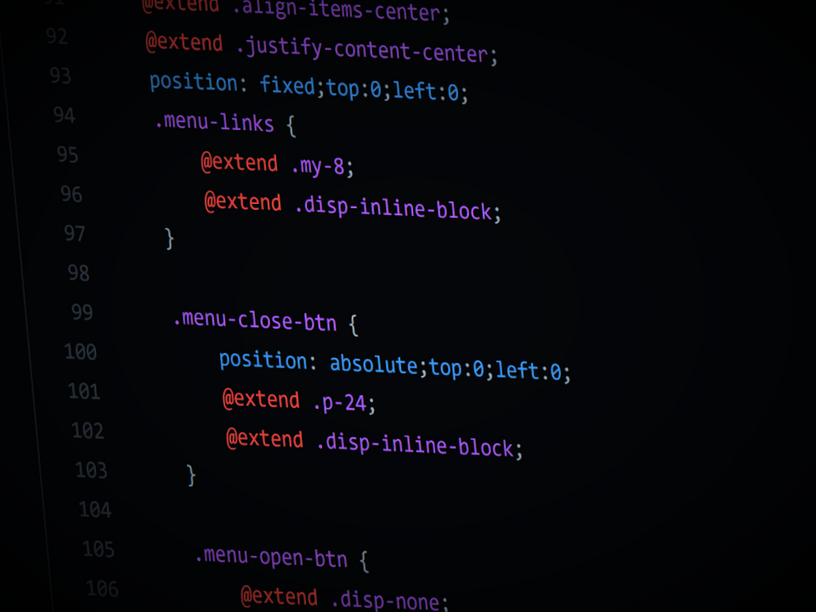 91 @extend .align-items-center;
92 @extend .justify-content-center;
93 position: fixed;top:0;left:0;
94 .menu-links {
95 @extend .my-8;
96 @extend .disp-inline-block;
97 }
98
99 .menu-close-btn {
100 position: absolute;top:0;left:0;
101 @extend .p-24;
102 @extend .disp-inline-block;
103 }
104
105 .menu-open-btn {
106 @extend .disp-none;